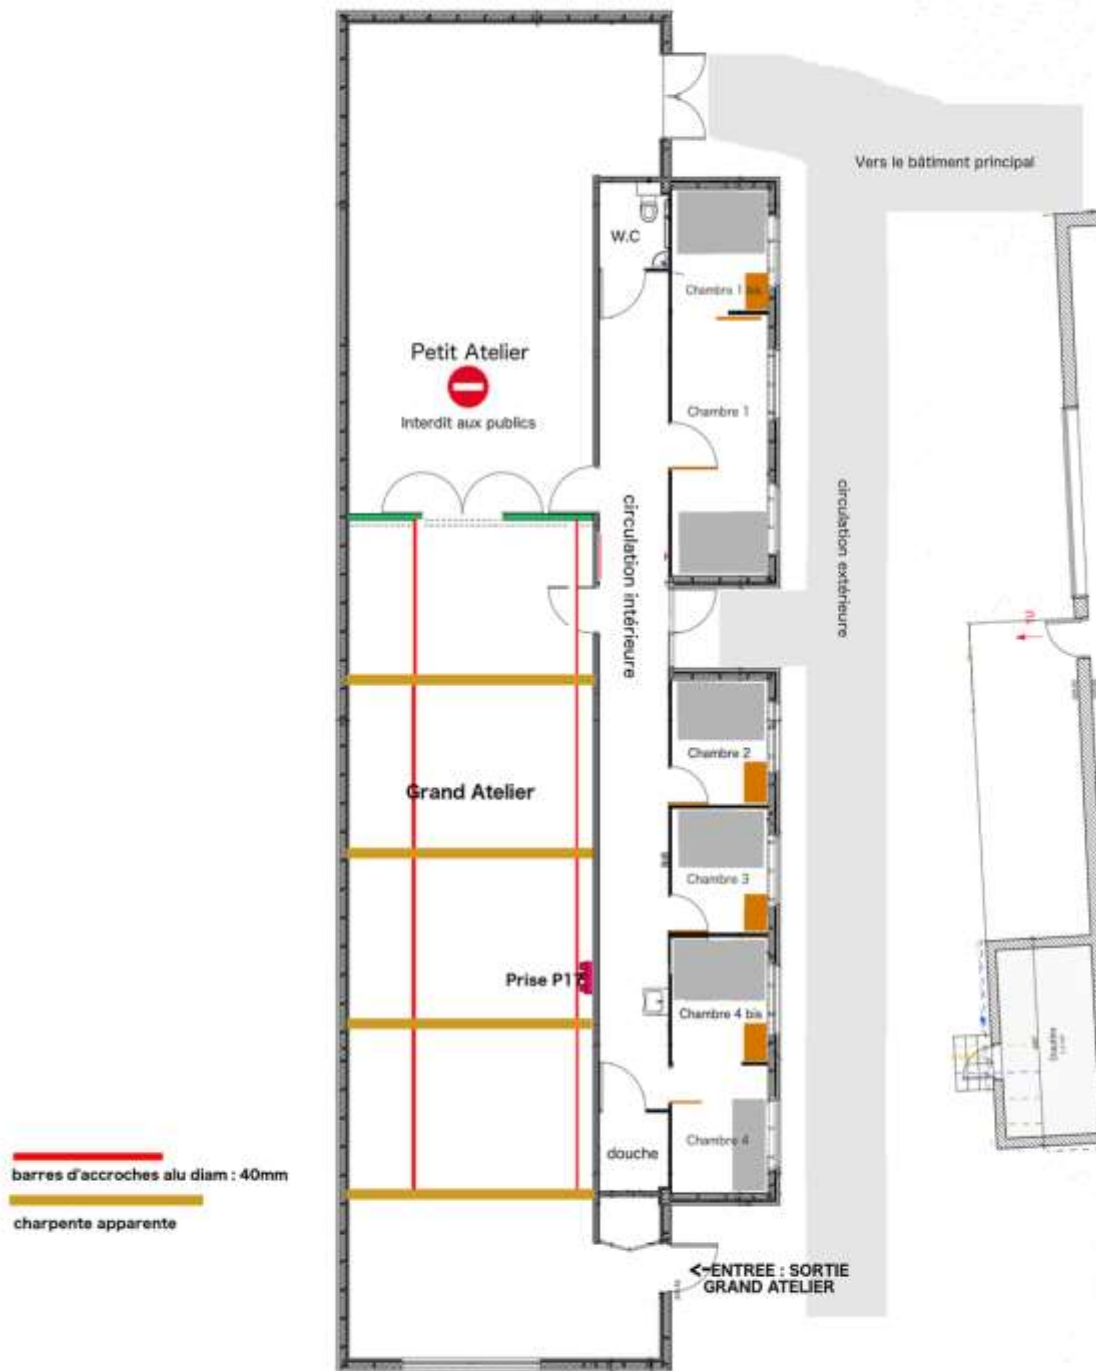 Vers le bâtiment principal
W.C
Chambre 1 bis
Petit Atelier
Interdit aux publics
Chambre 1
circulation intérieure
circulation extérieure
Chambre 2
Grand Atelier
Chambre 3
Prise P17
Chambre 4 bis
Chambre 4
douche
barres d'accroches alu diam : 40mm
charpente apparente
<-ENTREE : SORTIE
GRAND ATELIER